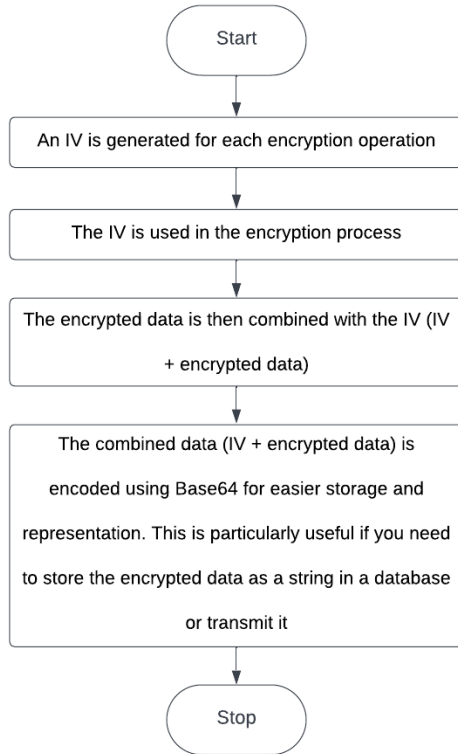 Start
An IV is generated for each encryption operation
The IV is used in the encryption process
The encrypted data is then combined with the IV (IV
+ encrypted data)
The combined data (IV + encrypted data) is
encoded using Base64 for easier storage and
representation. This is particularly useful if you need
to store the encrypted data as a string in a database
or transmit it
Stop